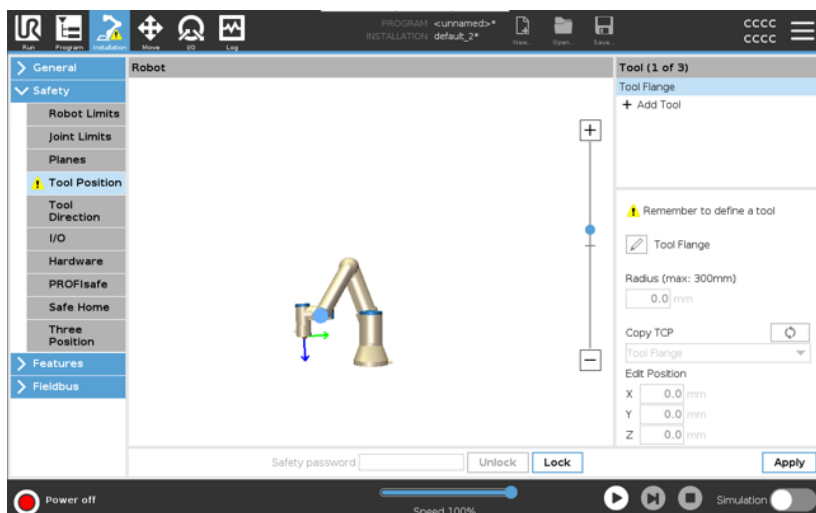 PROGRAM <unnamed>*
INSTALLATION default_2*
CCCC
CCCC
Run
Program
Installation
Move
I/O
Log
New...
Open...
Save...
General
Safety
Robot Limits
Joint Limits
Planes
Tool Position
Tool
Direction
I/O
Hardware
PROFIsafe
Safe Home
Three
Position
Features
Fieldbus
Robot
Safety password
Unlock
Lock
Tool (1 of 3)
Tool Flange
+ Add Tool
Remember to define a tool
Tool Flange
Radius (max: 300mm)
0.0 mm
Copy TCP
Tool Flange
Edit Position
X 0.0 mm
Y 0.0 mm
Z 0.0 mm
Apply
Power off
Speed 100%
Simulation